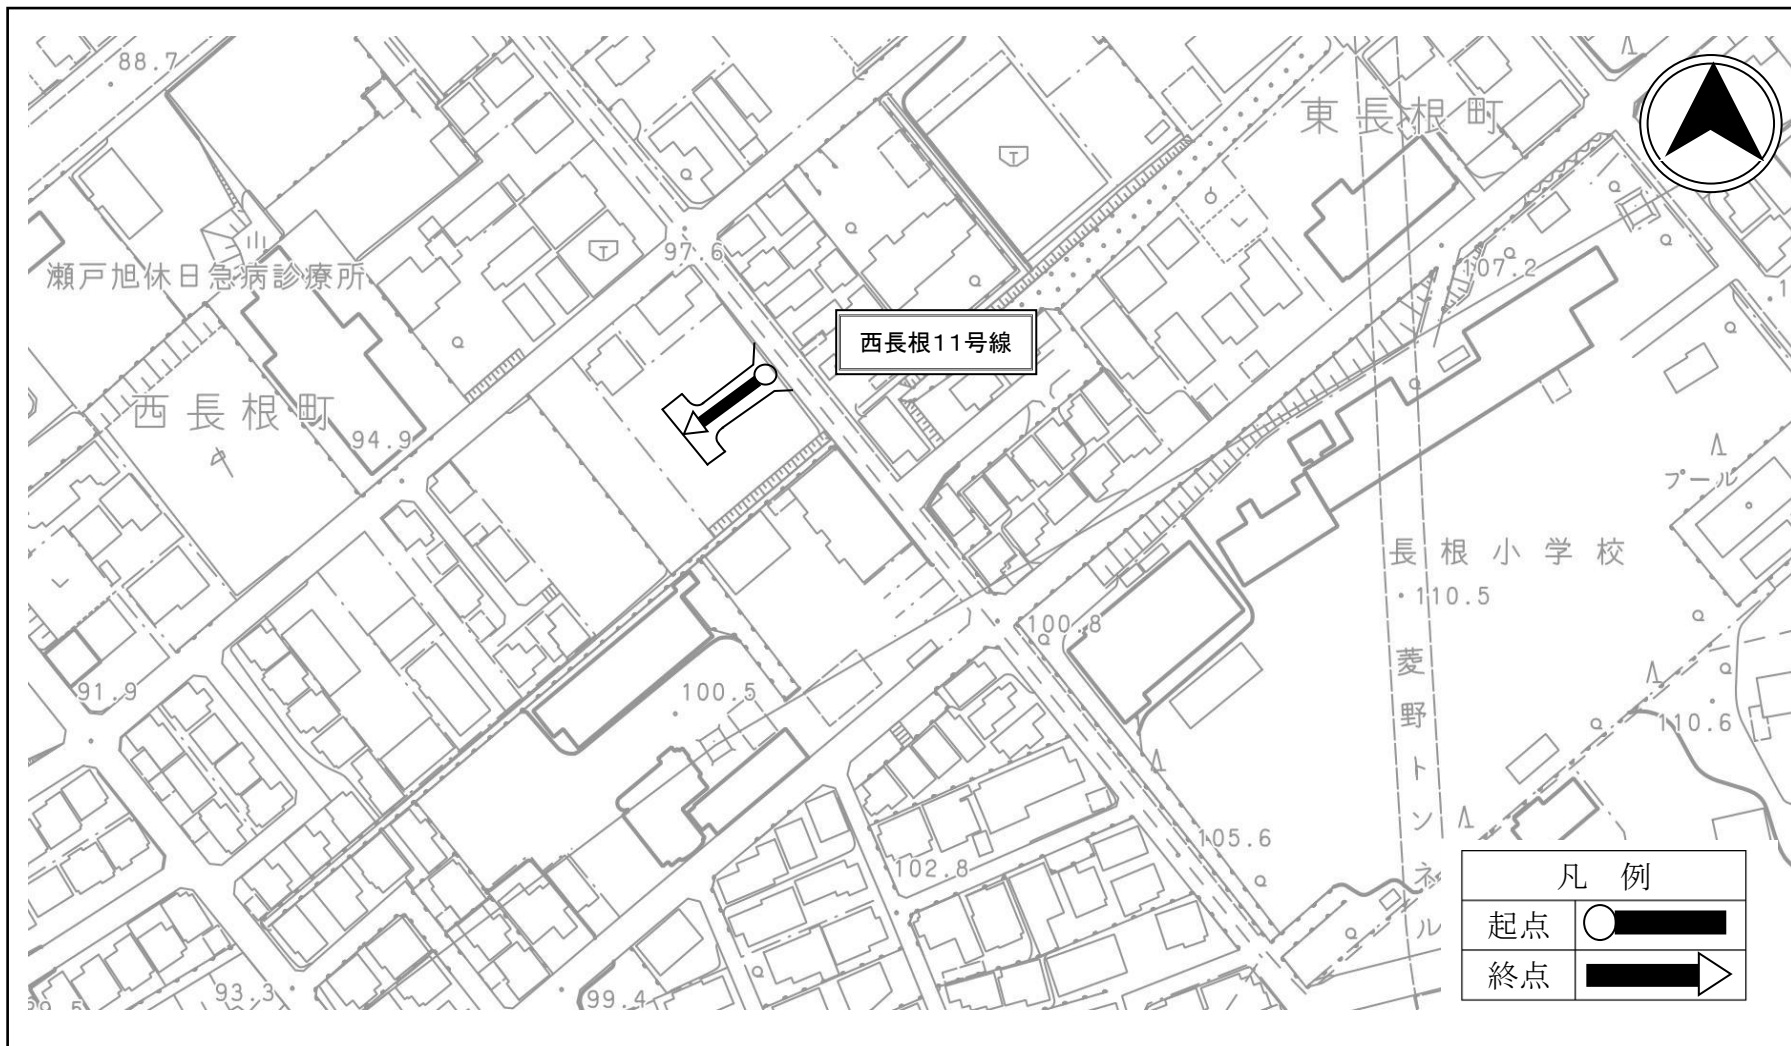 88.7
東長根町
97.6
瀬戸旭休日急病診療所
107.2
西長根11号線
西長根町
94.9
プール
長根小学校
110.5
100.8
91.9
100.5
菱野トンネル
110.6
105.6
102.8
93.3
99.4
凡例
起点
終点